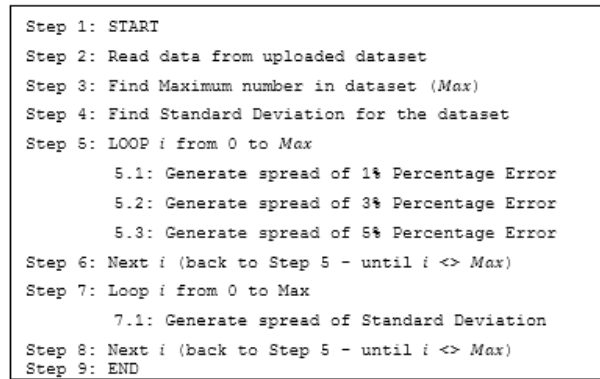 Step 1: START
Step 2: Read data from uploaded dataset
Step 3: Find Maximum number in dataset (Max)
Step 4: Find Standard Deviation for the dataset
Step 5: LOOP i from 0 to Max
5.1: Generate spread of 1% Percentage Error
5.2: Generate spread of 3% Percentage Error
5.3: Generate spread of 5% Percentage Error
Step 6: Next i (back to Step 5 - until i <> Max)
Step 7: Loop i from 0 to Max
7.1: Generate spread of Standard Deviation
Step 8: Next i (back to Step 5 - until i <> Max)
Step 9: END